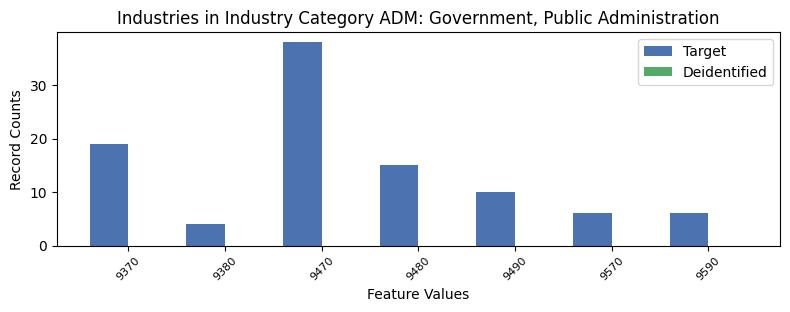 Industries in Industry Category ADM: Government, Public Administration
Target
Deidentified
Record Counts
30
20
10
0
9370
9380
9470
9480
9490
9570
9590
Feature Values